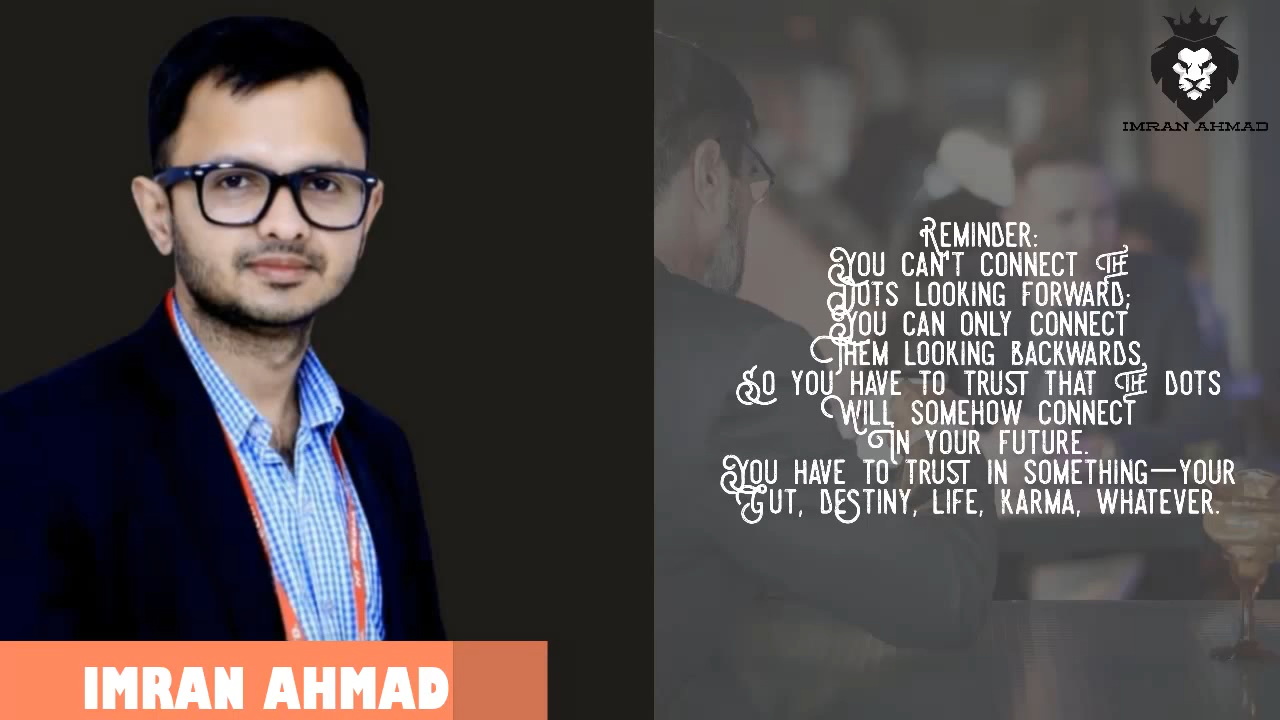 IMRAN AHMAD
REMINDER:
YOU CAN'T CONNECT THE
DOTS LOOKING FORWARD;
YOU CAN ONLY CONNECT
THEM LOOKING BACKWARDS,
SO YOU HAVE TO TRUST THAT THE DOTS
WILL SOMEHOW CONNECT
IN YOUR FUTURE.
YOU HAVE TO TRUST IN SOMETHING—YOUR
GUT, DESTINY, LIFE, KARMA, WHATEVER.
IMRAN AHMAD